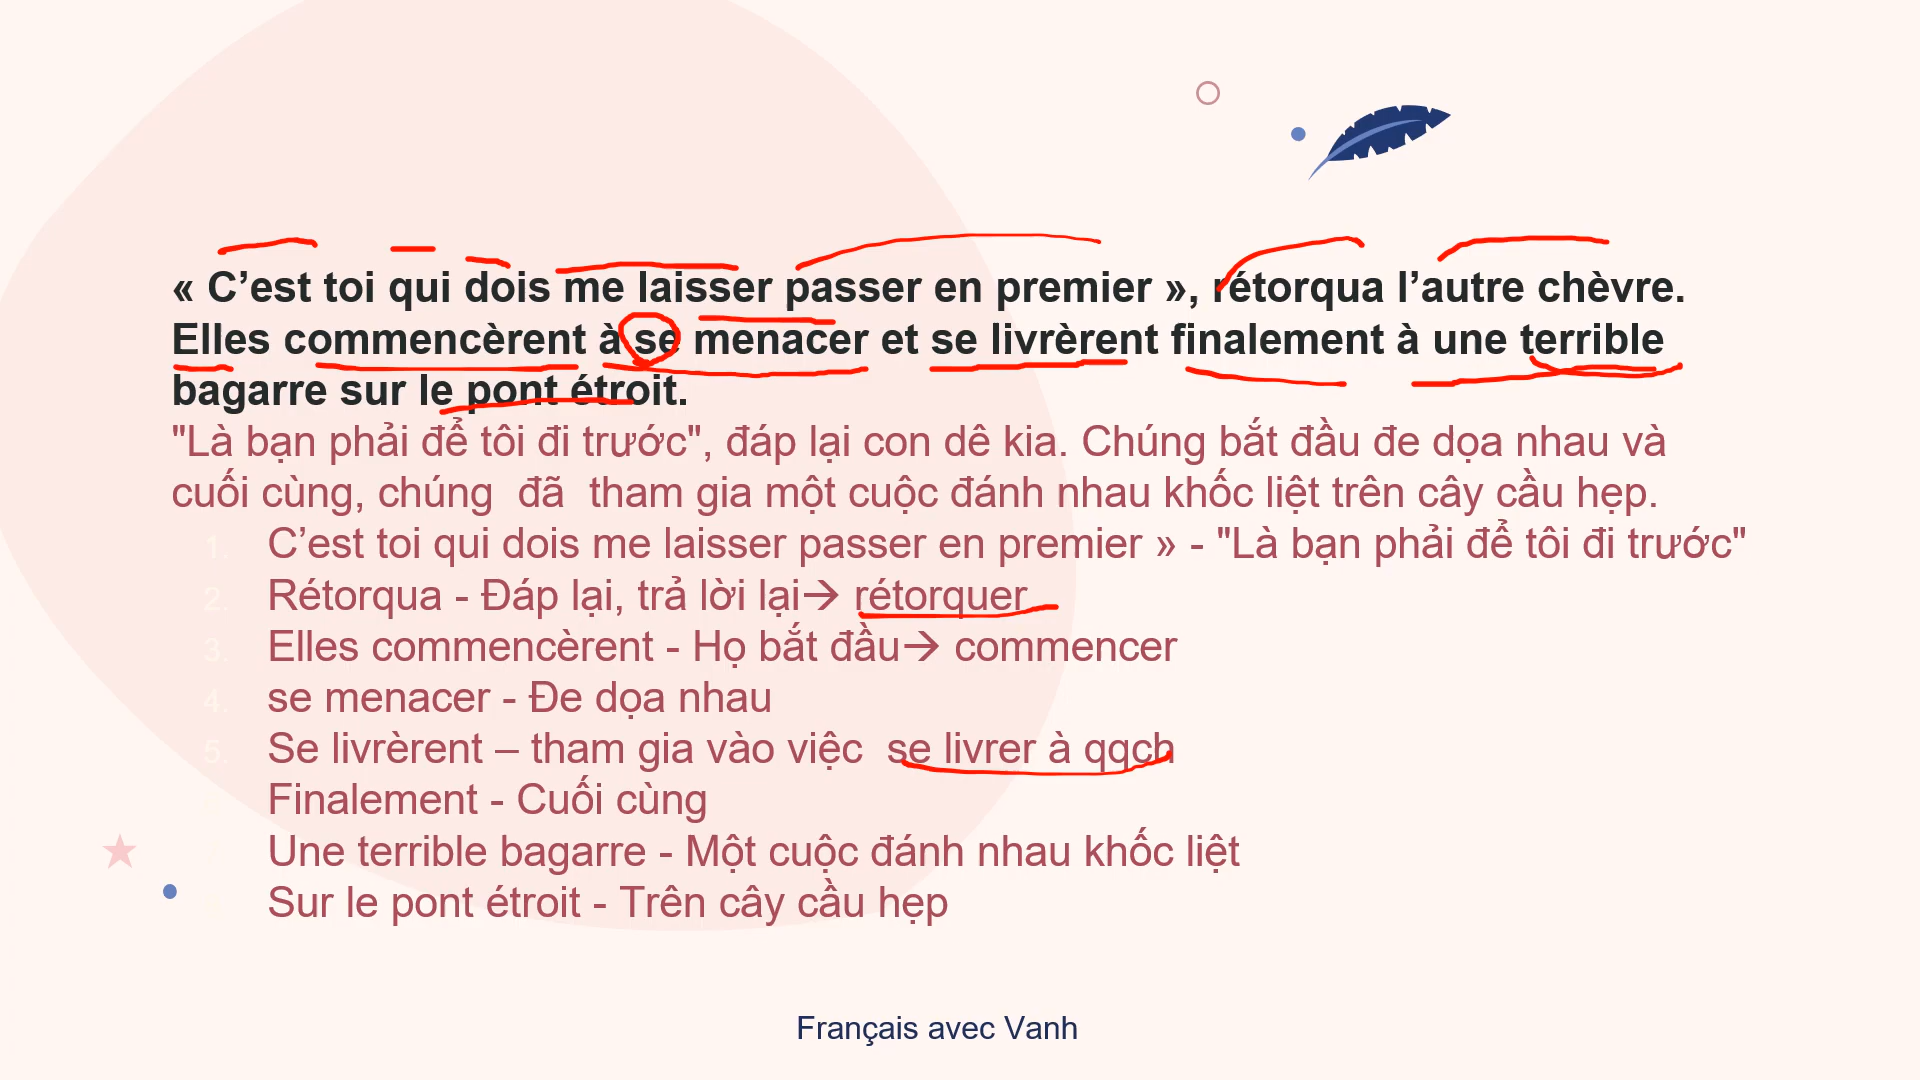 « C’est toi qui dois me laisser passer en premier », rétorqua l’autre chèvre.
Elles commencèrent à se menacer et se livrèrent finalement à une terrible
bagarre sur le pont étroit.
"Là bạn phải để tôi đi trước", đáp lại con dê kia. Chúng bắt đầu đe dọa nhau và
cuối cùng, chúng đã tham gia một cuộc đánh nhau khốc liệt trên cây cầu hẹp.
1. C’est toi qui dois me laisser passer en premier » - "Là bạn phải để tôi đi trước"
2. Rétorqua - Đáp lại, trả lời lại→ rétorquer
3. Elles commencèrent - Họ bắt đầu→ commencer
4. se menacer - Đe dọa nhau
5. Se livrèrent – tham gia vào việc se livrer à qqch
Finalement - Cuối cùng
Une terrible bagarre - Một cuộc đánh nhau khốc liệt
Sur le pont étroit - Trên cây cầu hẹp
Français avec Vanh